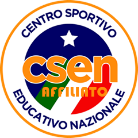 CENTRO SPORTIVO
csen
AFFILIATO
EDUCATIVO NAZIONALE